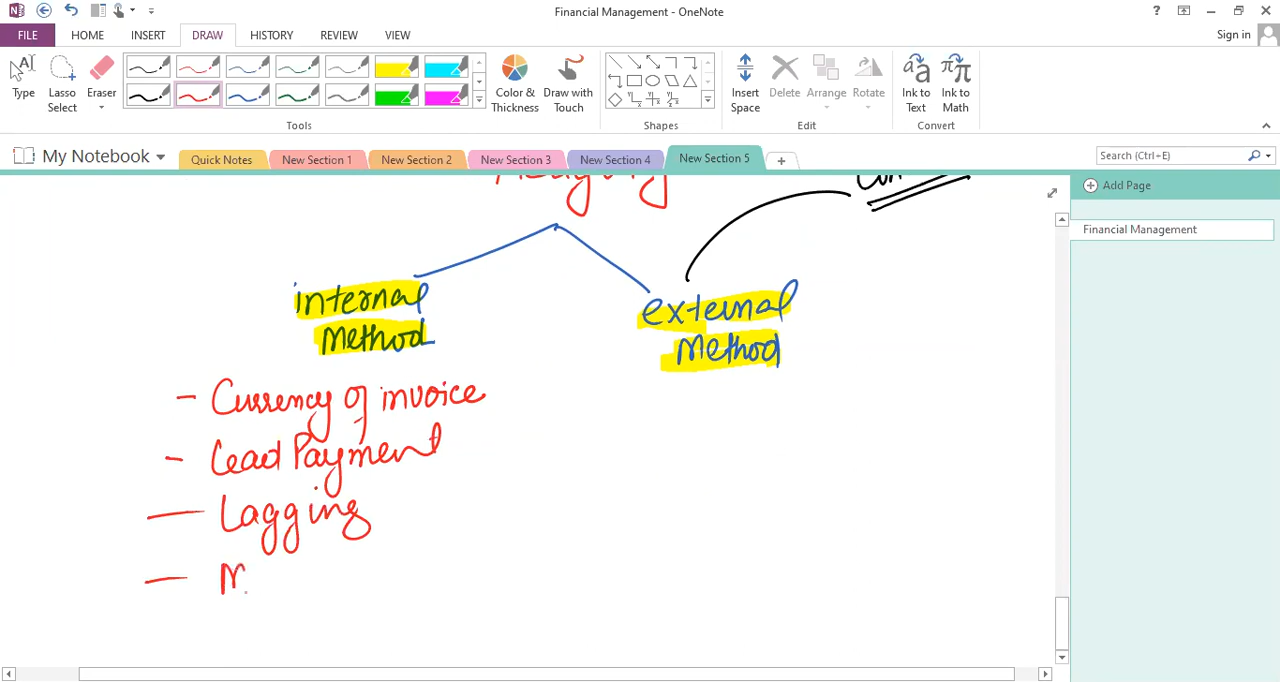 Financial Management - OneNote
Sign in
FILE HOME INSERT DRAW HISTORY REVIEW VIEW
Type
Lasso Select
Eraser
Color & Thickness
Draw with Touch
Insert Space
Delete
Arrange
Rotate
Ink to Text
Ink to Math
Tools
Shapes
Edit
Convert
My Notebook
Quick Notes
New Section 1
New Section 2
New Section 3
New Section 4
New Section 5
Search (Ctrl+E)
Add Page
Financial Management
internal
Method
external
Method
- Currency of invoice
- Lead Payment
- Lagging